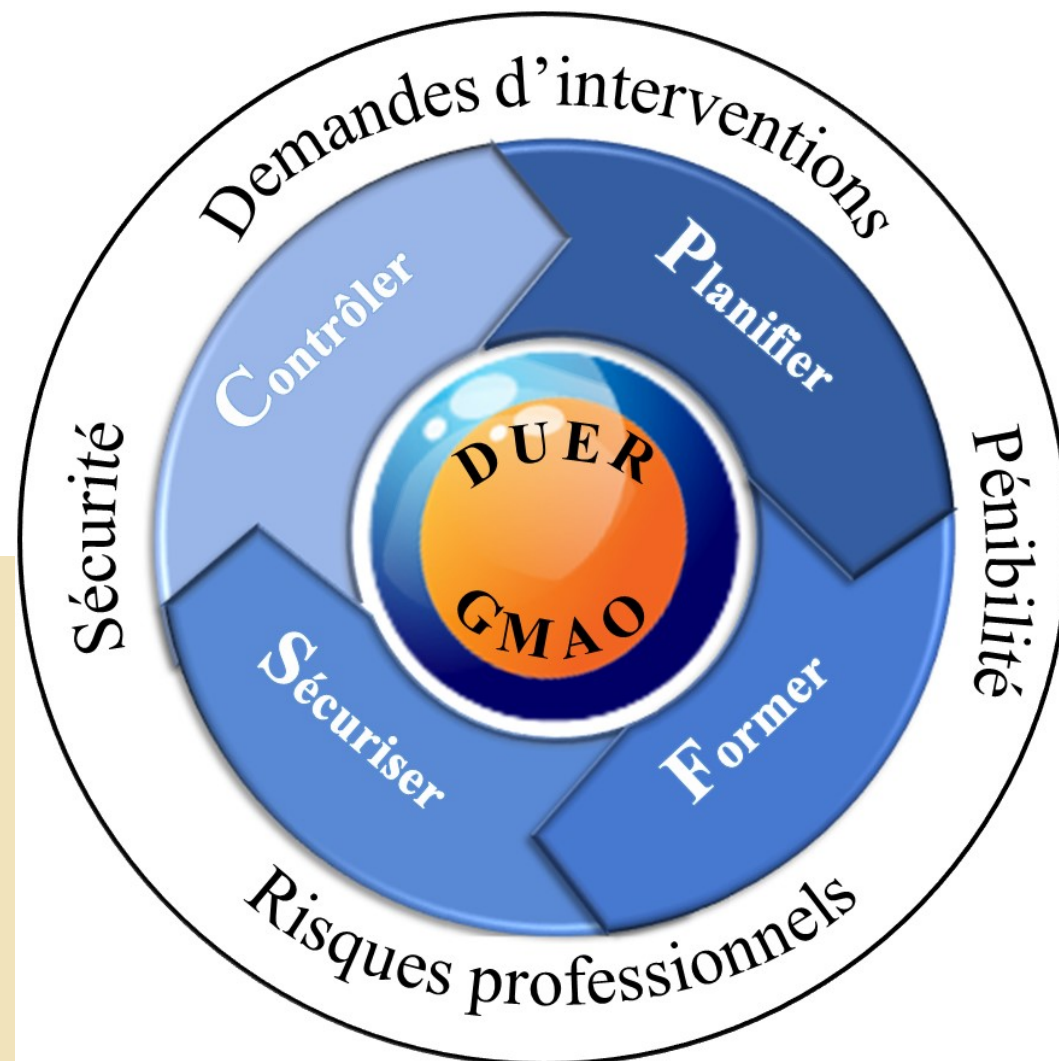 Demandes d’interventions
Contrôler
Planifier
DUER
Sécurité
Pénibilité
GMAO
Sécuriser
Former
Risques professionnels